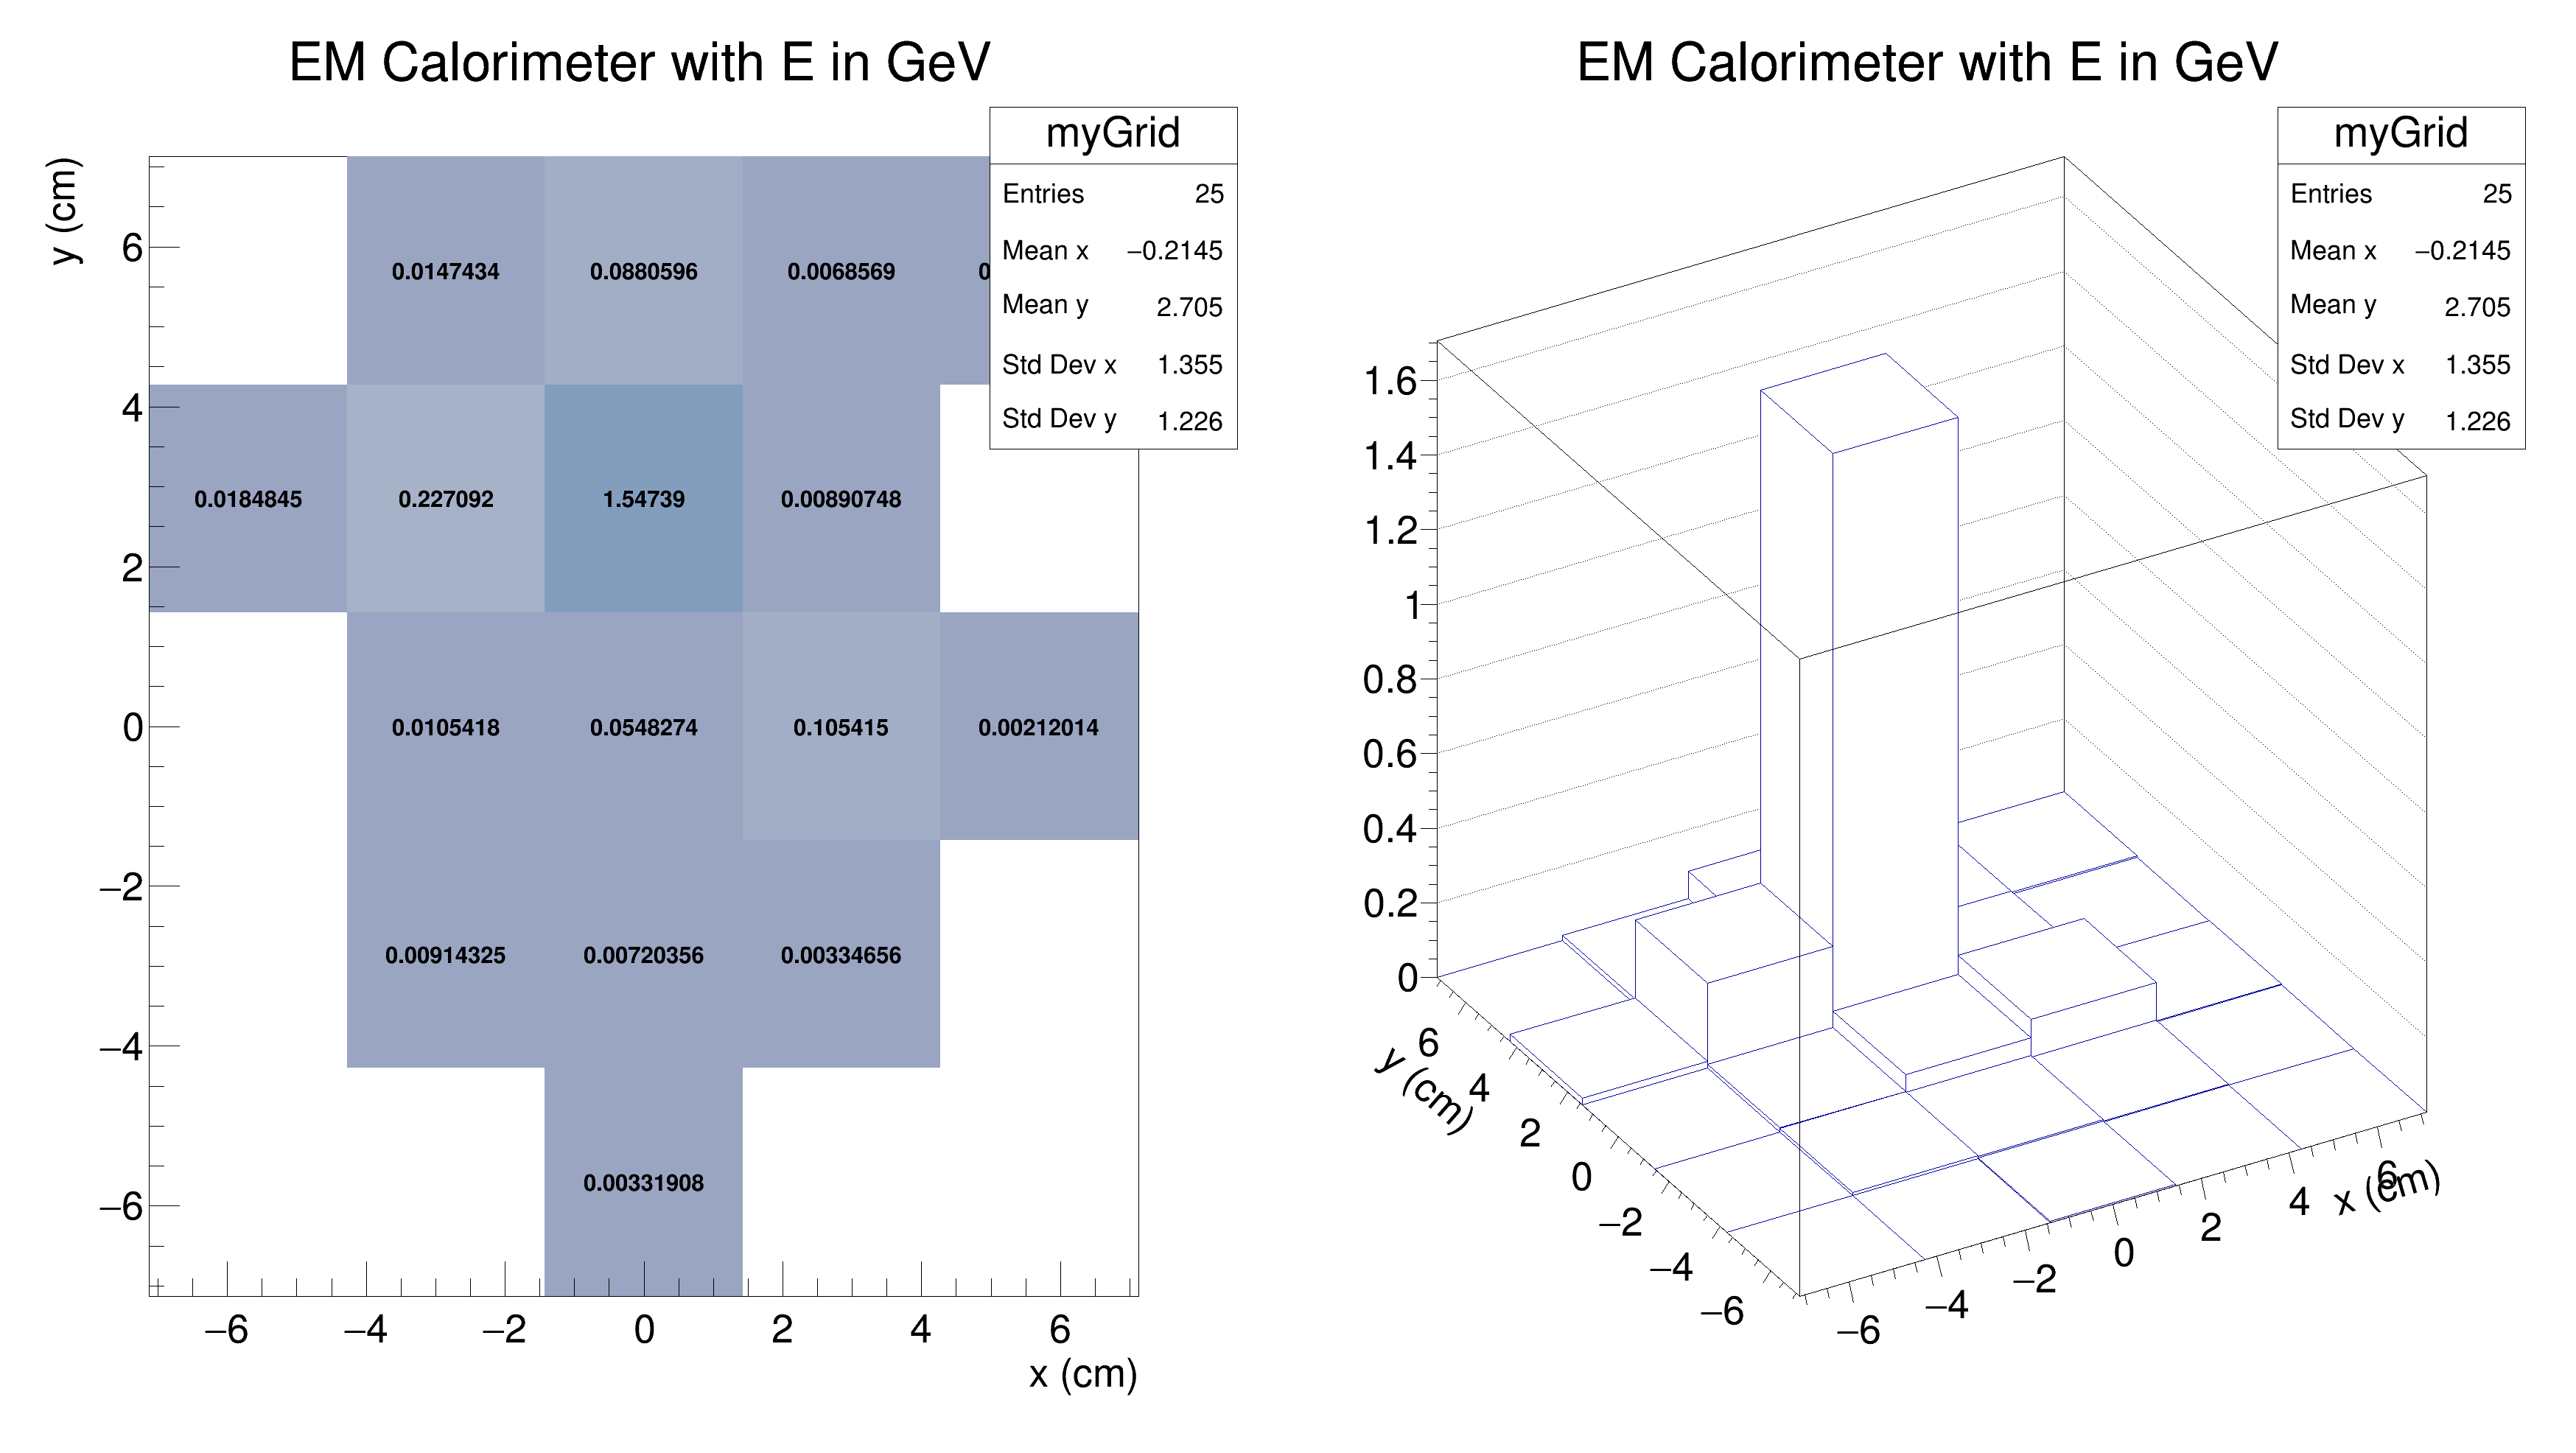 EM Calorimeter with E in GeV
myGrid
Entries 25
Mean x −0.2145
Mean y 2.705
Std Dev x 1.355
Std Dev y 1.226
y (cm)
6
4
2
0
−2
−4
−6
0.0147434 0.0880596 0.0068569 0
0.0184845 0.227092 1.54739 0.00890748
0.0105418 0.0548274 0.105415 0.00212014
0.00914325 0.00720356 0.00334656
0.00331908
−6 −4 −2 0 2 4 6
x (cm)
EM Calorimeter with E in GeV
myGrid
Entries 25
Mean x −0.2145
Mean y 2.705
Std Dev x 1.355
Std Dev y 1.226
1.6
1.4
1.2
1
0.8
0.6
0.4
0.2
0
y (cm)
6
4
2
0
−2
−4
−6
−6 −4 −2 0 2 4 6
x (cm)